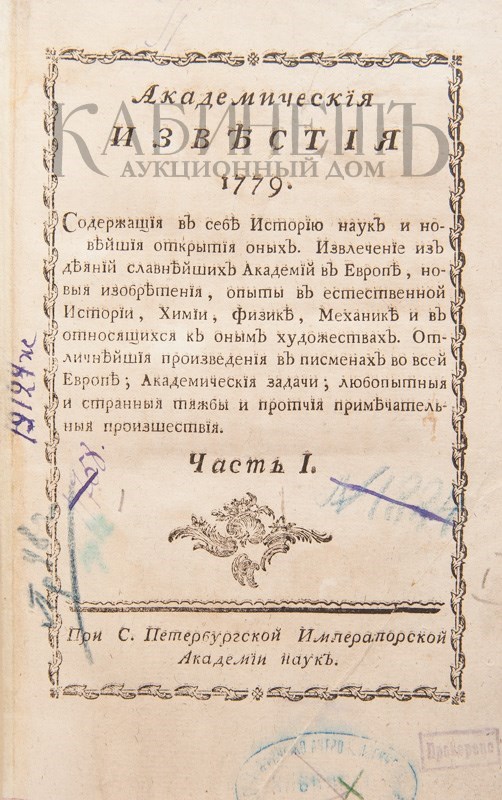 Академическія
ИЗВѢСТІЯ
КАБИНЕТЪ
АУКЦИОННЫЙ ДОМ
1779.
Содержащія въ себѣ Исторію наукъ и но-
вѣйшія открытія оныхъ. Извлеченіе изъ
дѣяній славнѣйшихъ Академій въ Европѣ, но-
выя изобрѣтенія, опыты въ естественной
Исторіи, Химіи, физикѣ, Механикѣ и въ
относящихся къ онымъ художествахъ. От-
личнѣйшія произведенія въ писменахъ во всей
Европѣ; Академическія задачи; любопытныя
и странныя тяжбы и протчія примѣчатель-
ныя произшествія.
Часть I.
При С. Петербургской Императорской
Академіи наукъ.
Проверено